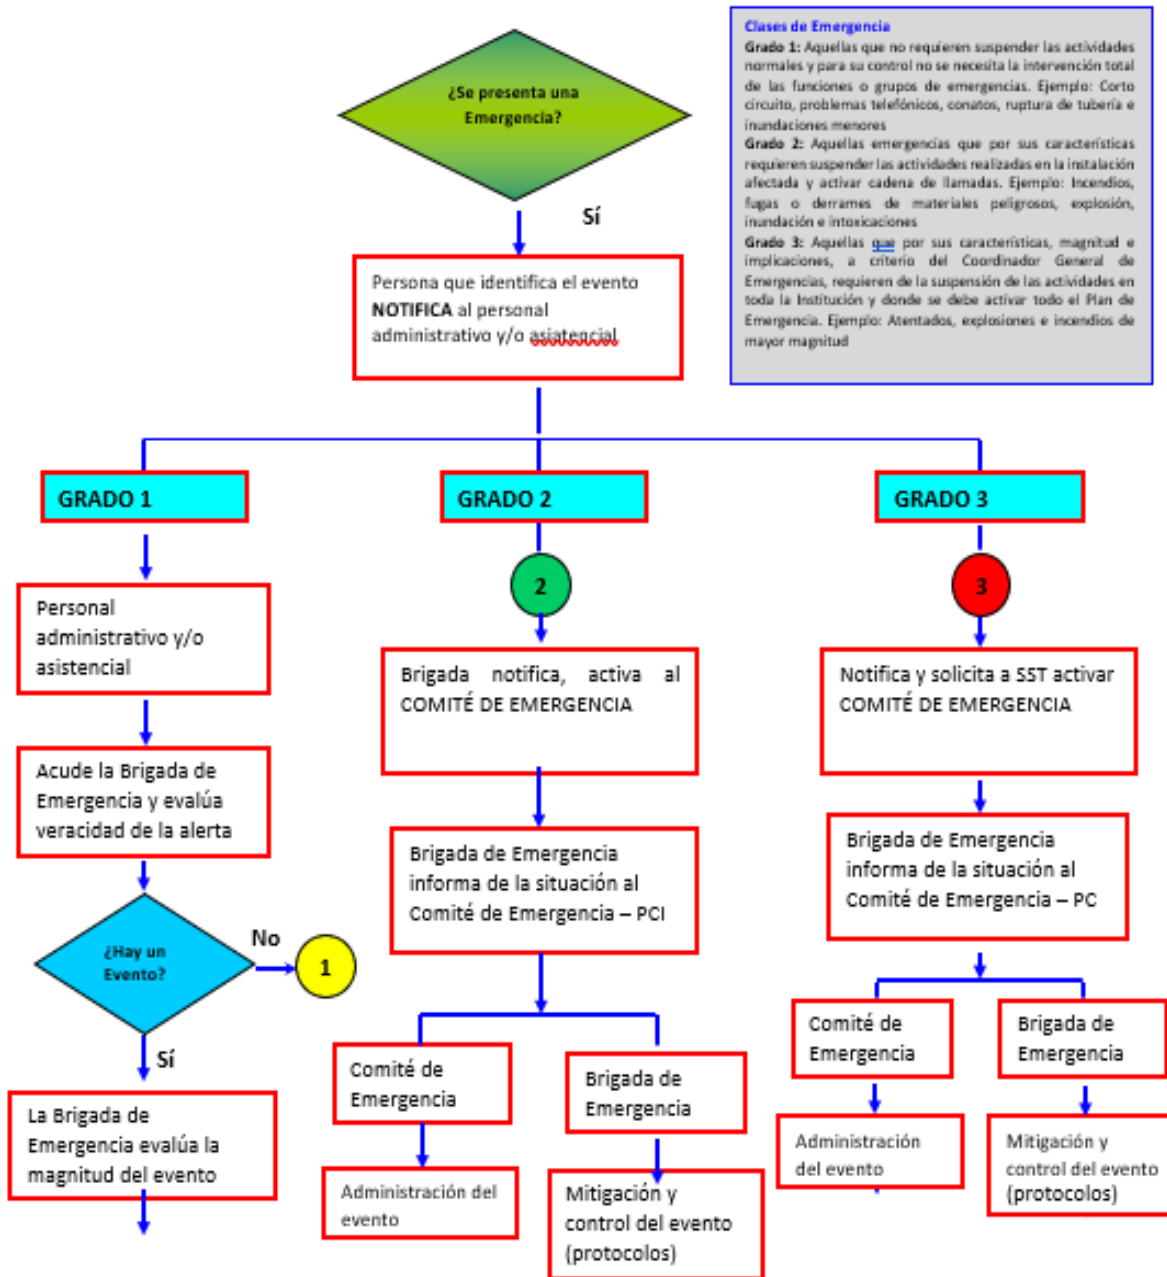 ¿Se presenta una
Emergencia?
Clases de Emergencia
Grado 1: Aquellas que no requieren suspender las actividades
normales y para su control no se necesita la intervención total
de las funciones o grupos de emergencias. Ejemplo: Corto
circuito, problemas telefónicos, conatos, ruptura de tubería e
inundaciones menores
Grado 2: Aquellas emergencias que por sus características
requieren suspender las actividades realizadas en la instalación
afectada y activar cadena de llamadas. Ejemplo: Incendios,
fugas o derrames de materiales peligrosos, explosión,
inundación e intoxicaciones
Grado 3: Aquellas que por sus características, magnitud e
implicaciones, a criterio del Coordinador General de
Emergencias, requieren de la suspensión de las actividades en
toda la Institución y donde se debe activar todo el Plan de
Emergencia. Ejemplo: Atentados, explosiones e incendios de
mayor magnitud
Sí
Persona que identifica el evento
NOTIFICA al personal
administrativo y/o asiatencial
GRADO 1
GRADO 2
GRADO 3
2
3
Personal
administrativo y/o
asistencial
Brigada notifica, activa al
COMITÉ DE EMERGENCIA
Notifica y solicita a SST activar
COMITÉ DE EMERGENCIA
Acude la Brigada de
Emergencia y evalúa
veracidad de la alerta
Brigada de Emergencia
informa de la situación al
Comité de Emergencia – PCI
Brigada de Emergencia
informa de la situación al
Comité de Emergencia – PC
¿Hay un
Evento?
No
1
Sí
Comité de
Emergencia
Brigada de
Emergencia
Comité de
Emergencia
Brigada de
Emergencia
La Brigada de
Emergencia evalúa la
magnitud del evento
Administración del
evento
Mitigación y
control del evento
(protocolos)
Administración
del evento
Mitigación y
control del evento
(protocolos)